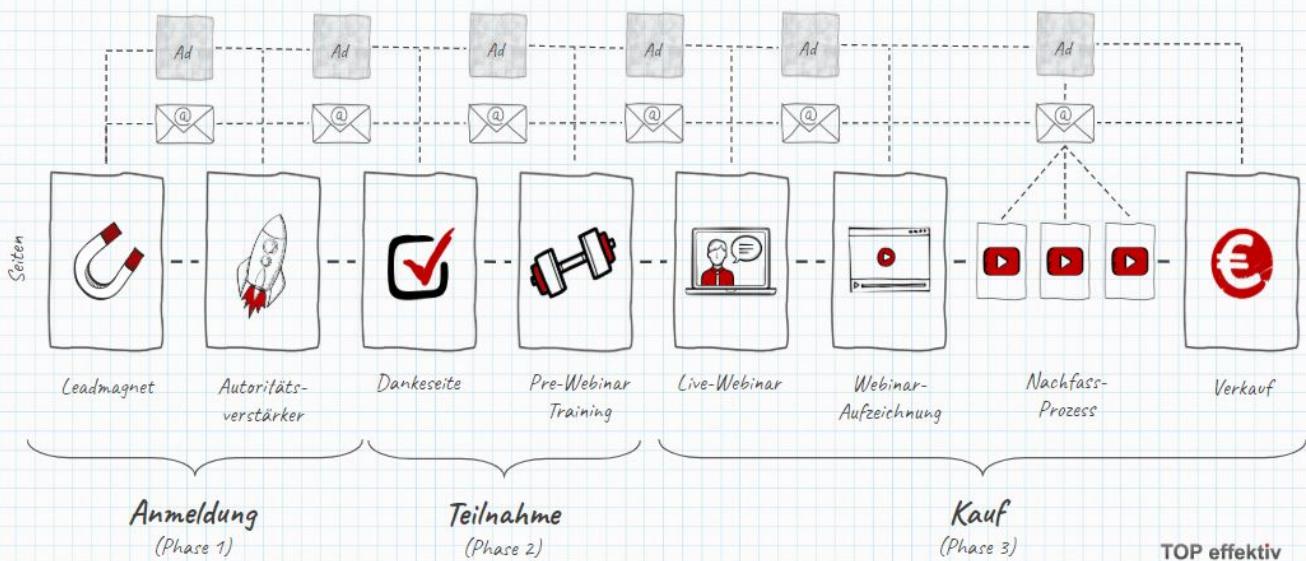 Ad
Ad
Ad
Ad
Ad
Ad
@
@
@
@
@
@
Seiten
€
Leadmagnet
Autoritäts-
verstärker
Dankeseite
Pre-Webinar
Training
Live-Webinar
Webinar-
Aufzeichnung
Nachfass-
Prozess
Verkauf
Anmeldung
(Phase 1)
Teilnahme
(Phase 2)
Kauf
(Phase 3)
TOP effektiv